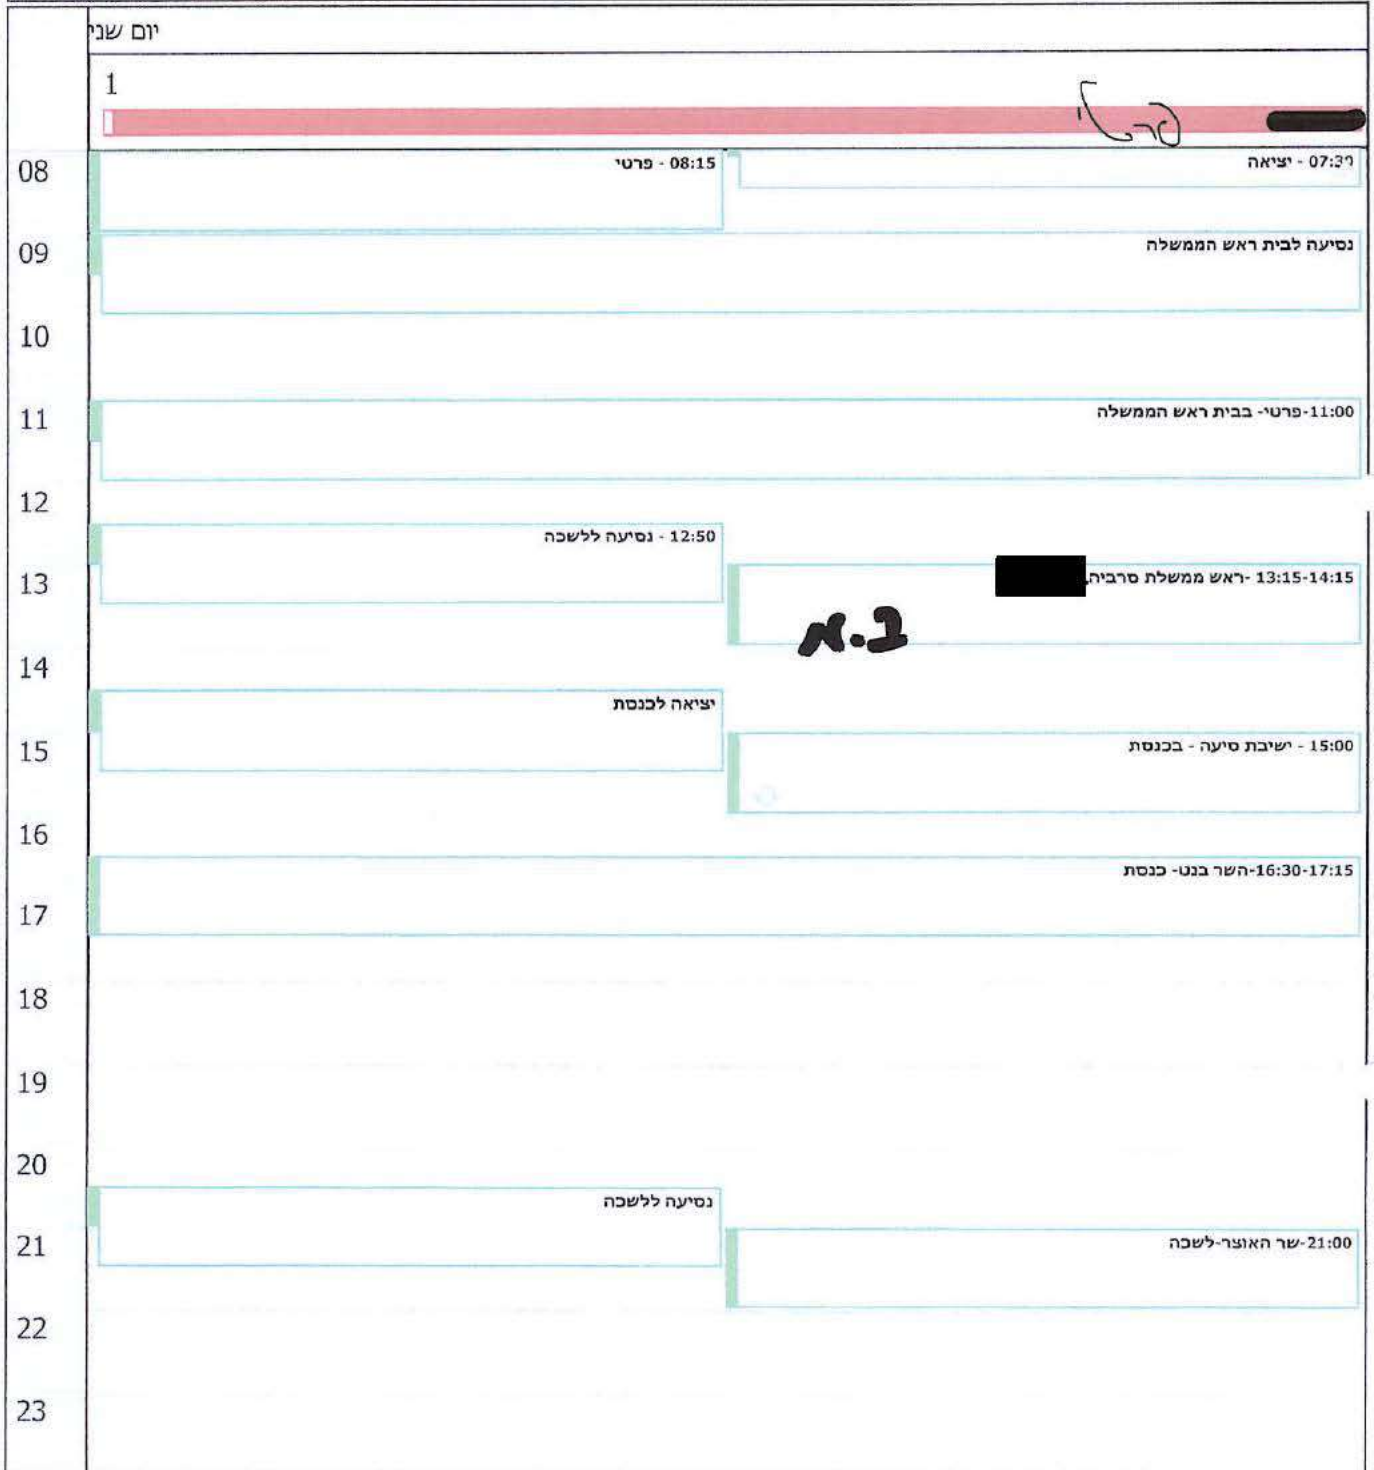 יום שני
1
פרטי
08
07:30 - יציאה
08:15 - פרטי
09
נסיעה לבית ראש הממשלה
10
11
11:00-פרטי- בבית ראש הממשלה
12
12:50 - נסיעה ללשכה
13
13:15-14:15 -ראש ממשלת סרביה
ב.מ
14
יציאה לכנסת
15
15:00 - ישיבת סיעה - בכנסת
16
16:30-17:15-השר בנט- כנסת
17
18
19
20
נסיעה ללשכה
21
21:00-שר האוצר-לשכה
22
23